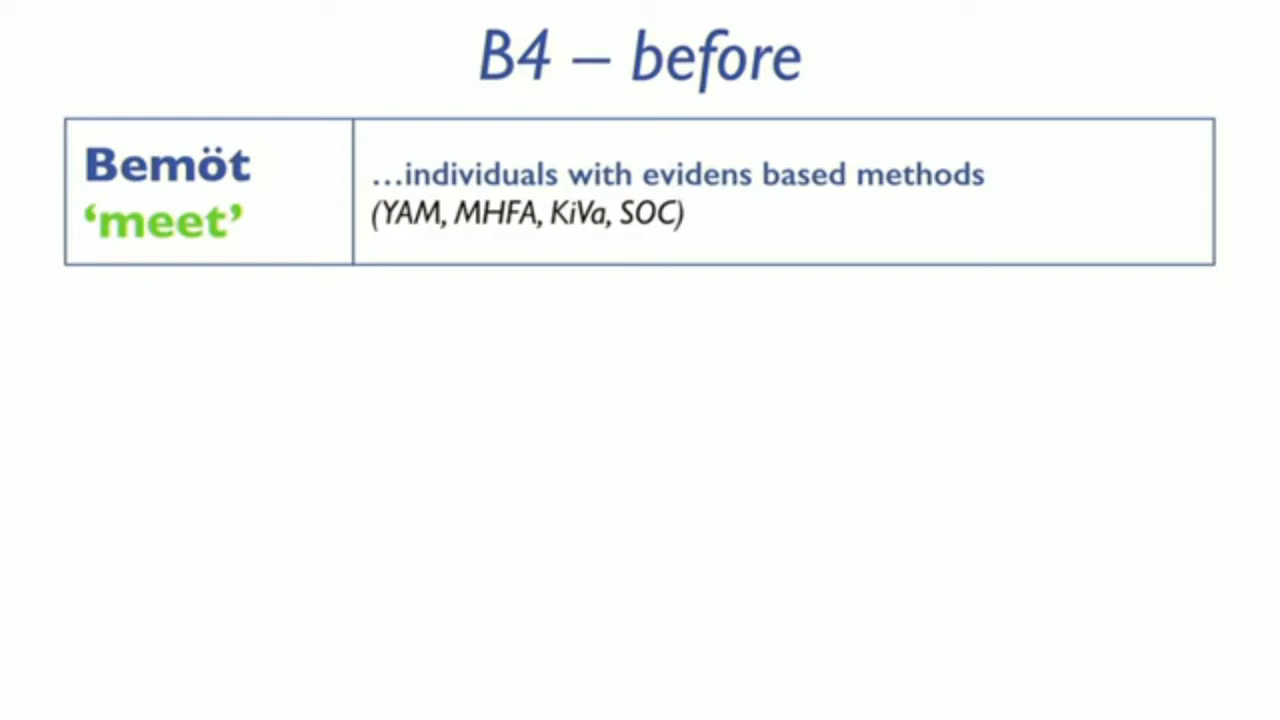 B4 – before
Bemöt
‘meet’
…individuals with evidens based methods
(YAM, MHFA, KiVa, SOC)